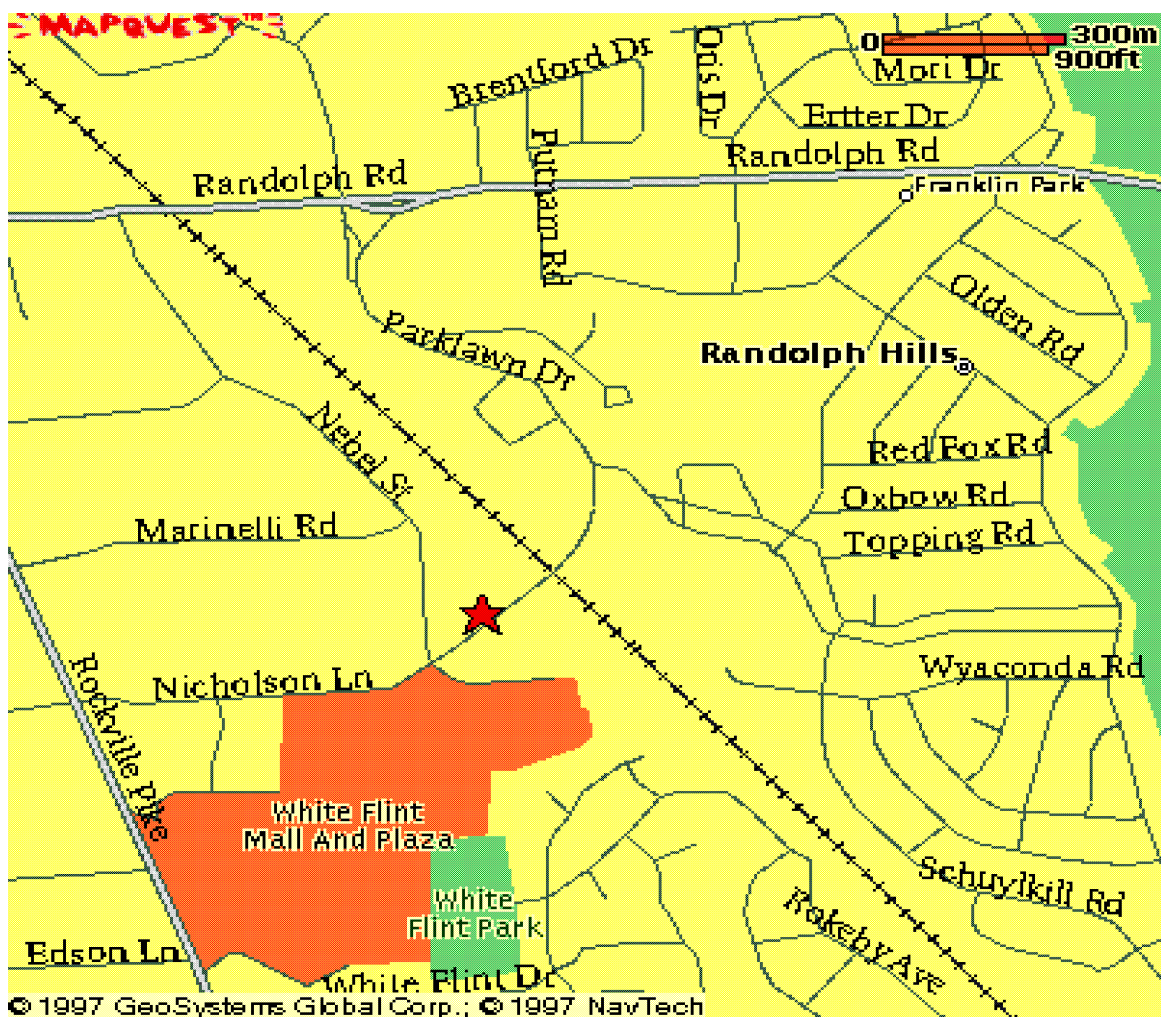 MAPQUEST™
0 300m
900ft
Brentford Dr
Otis Dr
Mori Dr
Ertter Dr
Putnam Rd
Randolph Rd
Randolph Rd
Franklin Park
Olden Rd
Parklawn Dr
Randolph Hills
Nebel St
Red Fox Rd
Oxbow Rd
Marinelli Rd
Topping Rd
Rockville Pike
Nicholson Ln
Wyaconda Rd
White Flint
Mall And Plaza
White
Flint Park
Schuylkill Rd
Rokeby Ave
Edson Ln
White Flint Dr
© 1997 GeoSystems Global Corp.; © 1997 NavTech